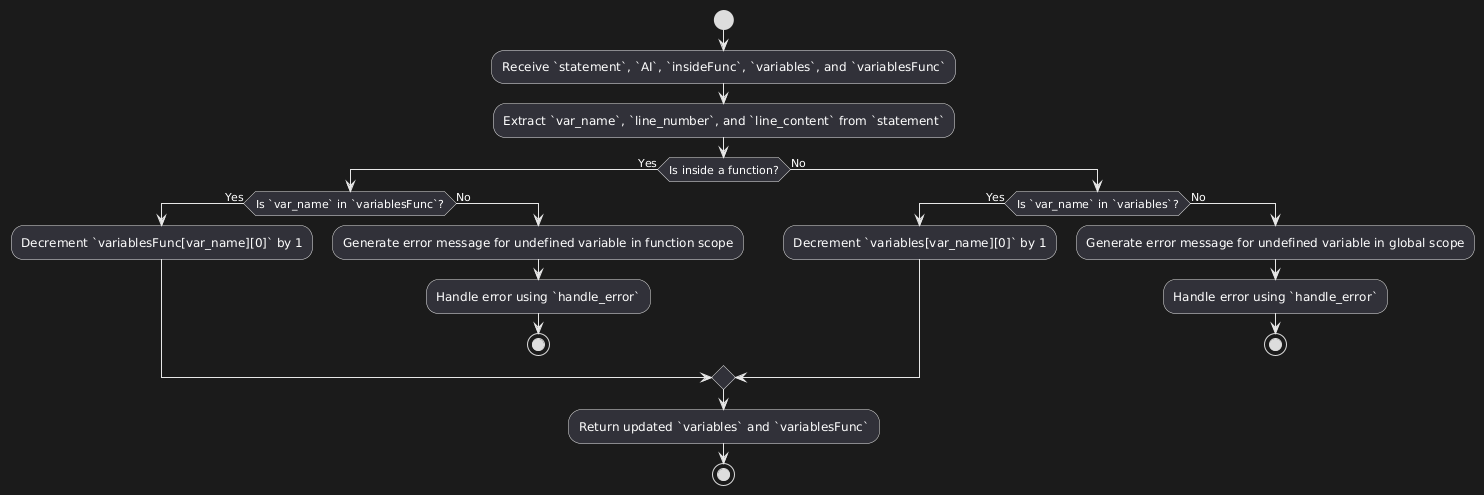 Receive `statement`, `AI`, `insideFunc`, `variables`, and `variablesFunc`
Extract `var_name`, `line_number`, and `line_content` from `statement`
Yes
Is inside a function?
No
Yes
Is `var_name` in `variablesFunc`?
No
Yes
Is `var_name` in `variables`?
No
Decrement `variablesFunc[var_name][0]` by 1
Generate error message for undefined variable in function scope
Decrement `variables[var_name][0]` by 1
Generate error message for undefined variable in global scope
Handle error using `handle_error`
Handle error using `handle_error`
Return updated `variables` and `variablesFunc`